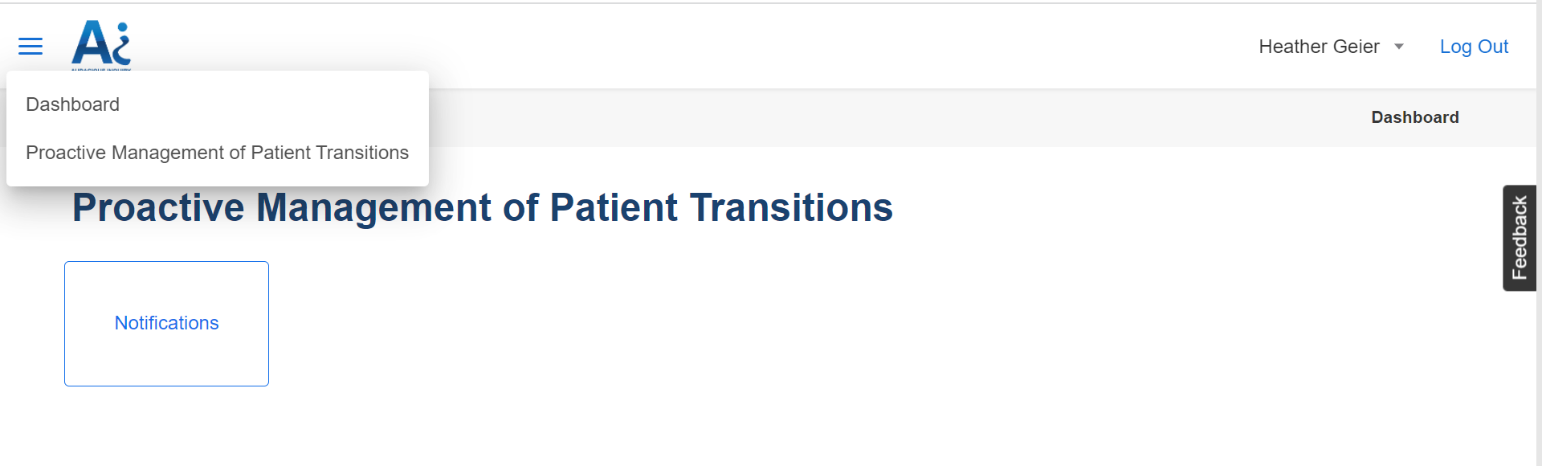 Ai
Heather Geier
Log Out
Dashboard
Proactive Management of Patient Transitions
Dashboard
Proactive Management of Patient Transitions
Notifications
Feedback